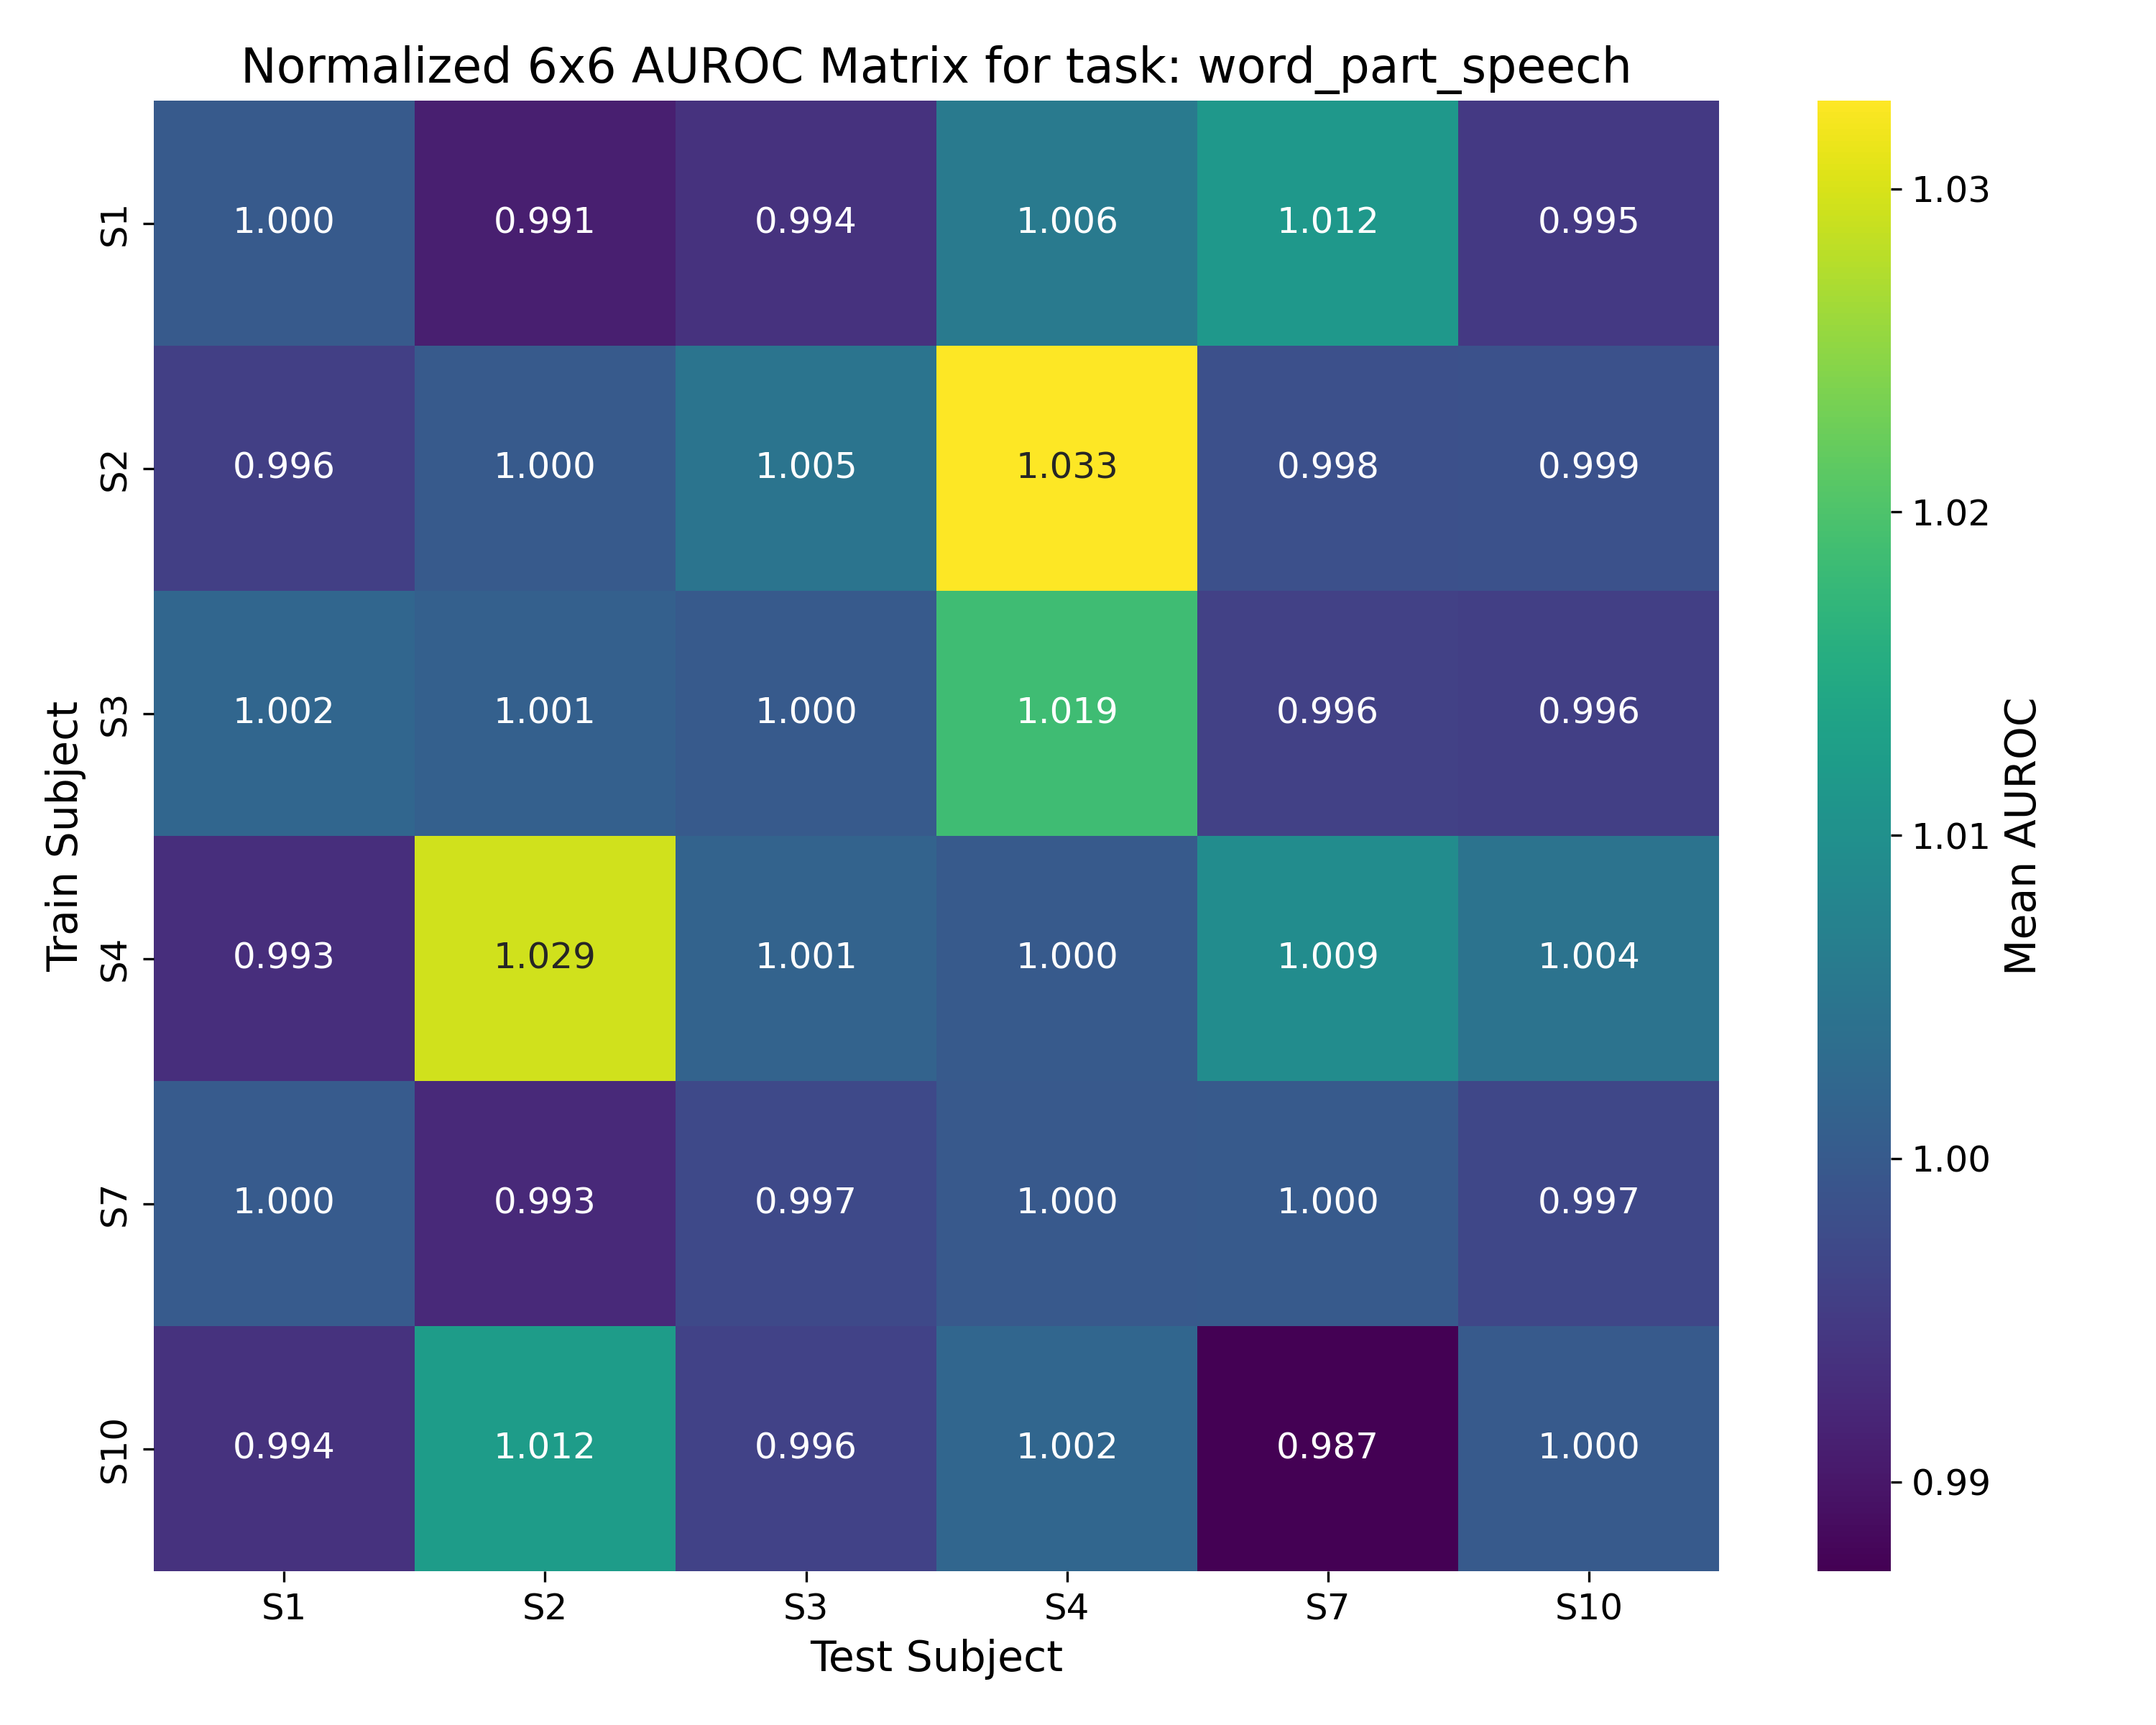 Normalized 6x6 AUROC Matrix for task: word_part_speech
S1 1.000 0.991 0.994 1.006 1.012 0.995
S2 0.996 1.000 1.005 1.033 0.998 0.999
S3 1.002 1.001 1.000 1.019 0.996 0.996
S4 0.993 1.029 1.001 1.000 1.009 1.004
S7 1.000 0.993 0.997 1.000 1.000 0.997
S10 0.994 1.012 0.996 1.002 0.987 1.000
S1 S2 S3 S4 S7 S10
Test Subject
Train Subject
1.03
1.02
1.01
1.00
0.99
Mean AUROC